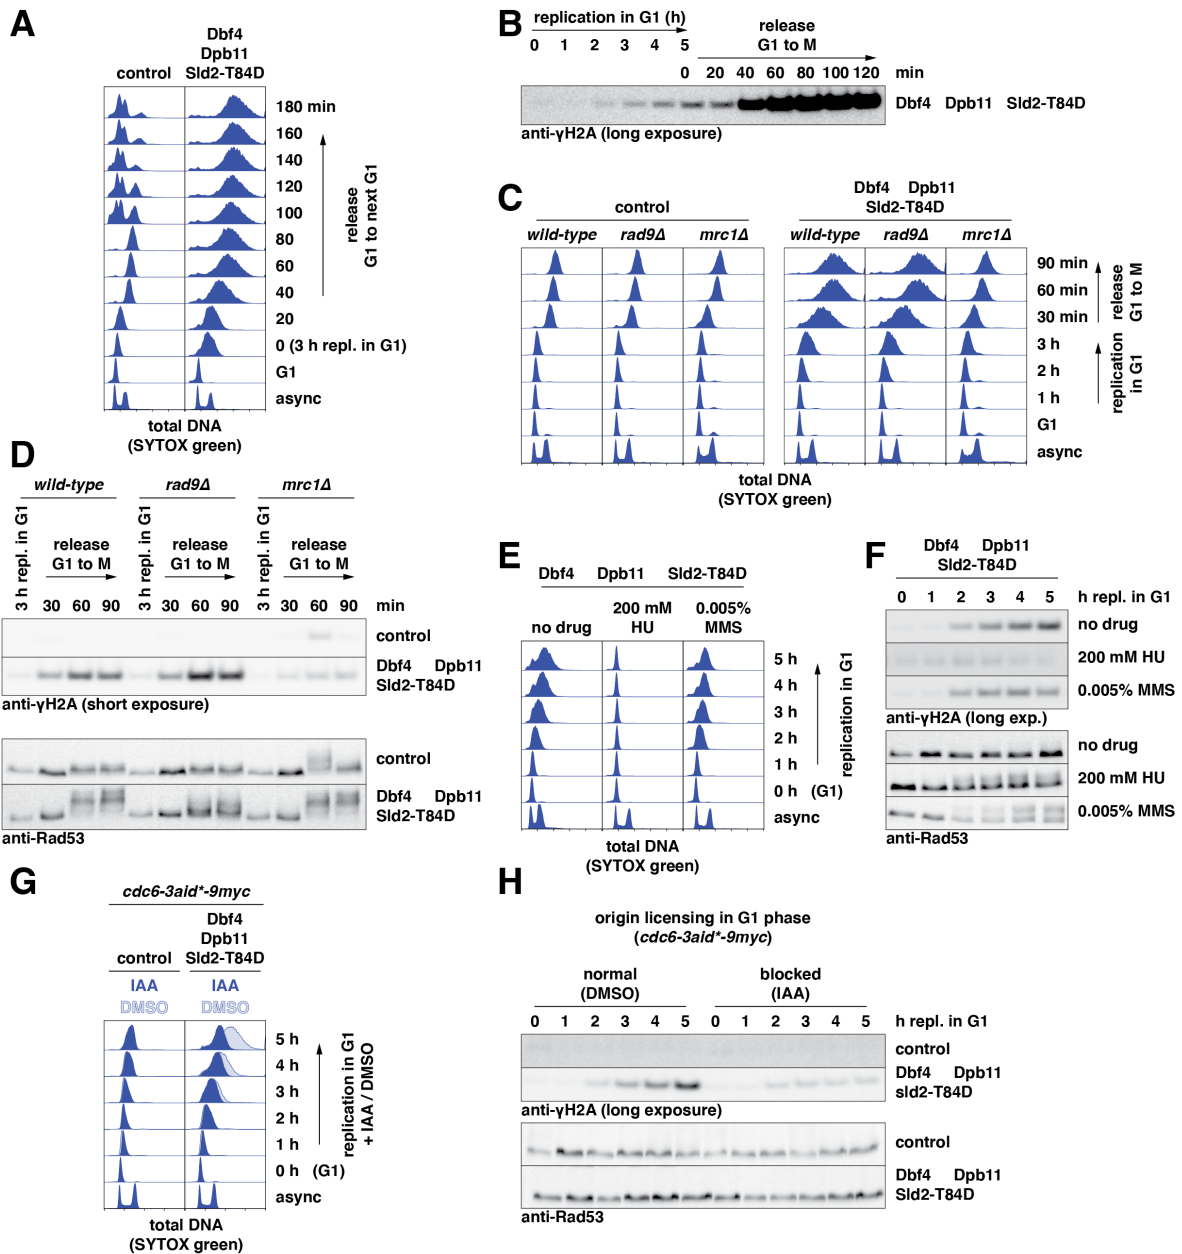 A
Dbf4
Dpb11
control Sld2-T84D
180 min
160
140
120
100
80
60
40
20
0 (3 h repl. in G1)
G1
async
release
G1 to next G1
total DNA
(SYTOX green)
B
replication in G1 (h)
0 1 2 3 4 5
release
G1 to M
0 20 40 60 80 100 120 min
Dbf4 Dpb11 Sld2-T84D
anti-γH2A (long exposure)
C
control
Dbf4 Dpb11
Sld2-T84D
wild-type rad9Δ mrc1Δ wild-type rad9Δ mrc1Δ
90 min
60 min
30 min
3 h
2 h
1 h
G1
async
release
G1 to M
replication
in G1
total DNA
(SYTOX green)
D
wild-type rad9Δ mrc1Δ
3 h repl. in G1
release
G1 to M
3 h repl. in G1
release
G1 to M
3 h repl. in G1
release
G1 to M
30 60 90 30 60 90 30 60 90 min
control
Dbf4 Dpb11
Sld2-T84D
anti-γH2A (short exposure)
control
Dbf4 Dpb11
Sld2-T84D
anti-Rad53
E
Dbf4 Dpb11 Sld2-T84D
no drug
200 mM
HU
0.005%
MMS
5 h
4 h
3 h
2 h
1 h
0 h (G1)
async
replication in G1
total DNA
(SYTOX green)
F
Dbf4 Dpb11
Sld2-T84D
0 1 2 3 4 5 h repl. in G1
no drug
200 mM HU
0.005% MMS
anti-γH2A (long exp.)
no drug
200 mM HU
0.005% MMS
anti-Rad53
G
cdc6-3aid*-9myc
Dbf4
Dpb11
control Sld2-T84D
IAA IAA
DMSO DMSO
5 h
4 h
3 h
2 h
1 h
0 h (G1)
async
replication in G1
+ IAA / DMSO
total DNA
(SYTOX green)
H
origin licensing in G1 phase
(cdc6-3aid*-9myc)
normal
(DMSO)
blocked
(IAA)
0 1 2 3 4 5 0 1 2 3 4 5 h repl. in G1
control
Dbf4 Dpb11
sld2-T84D
anti-γH2A (long exposure)
control
Dbf4 Dpb11
Sld2-T84D
anti-Rad53